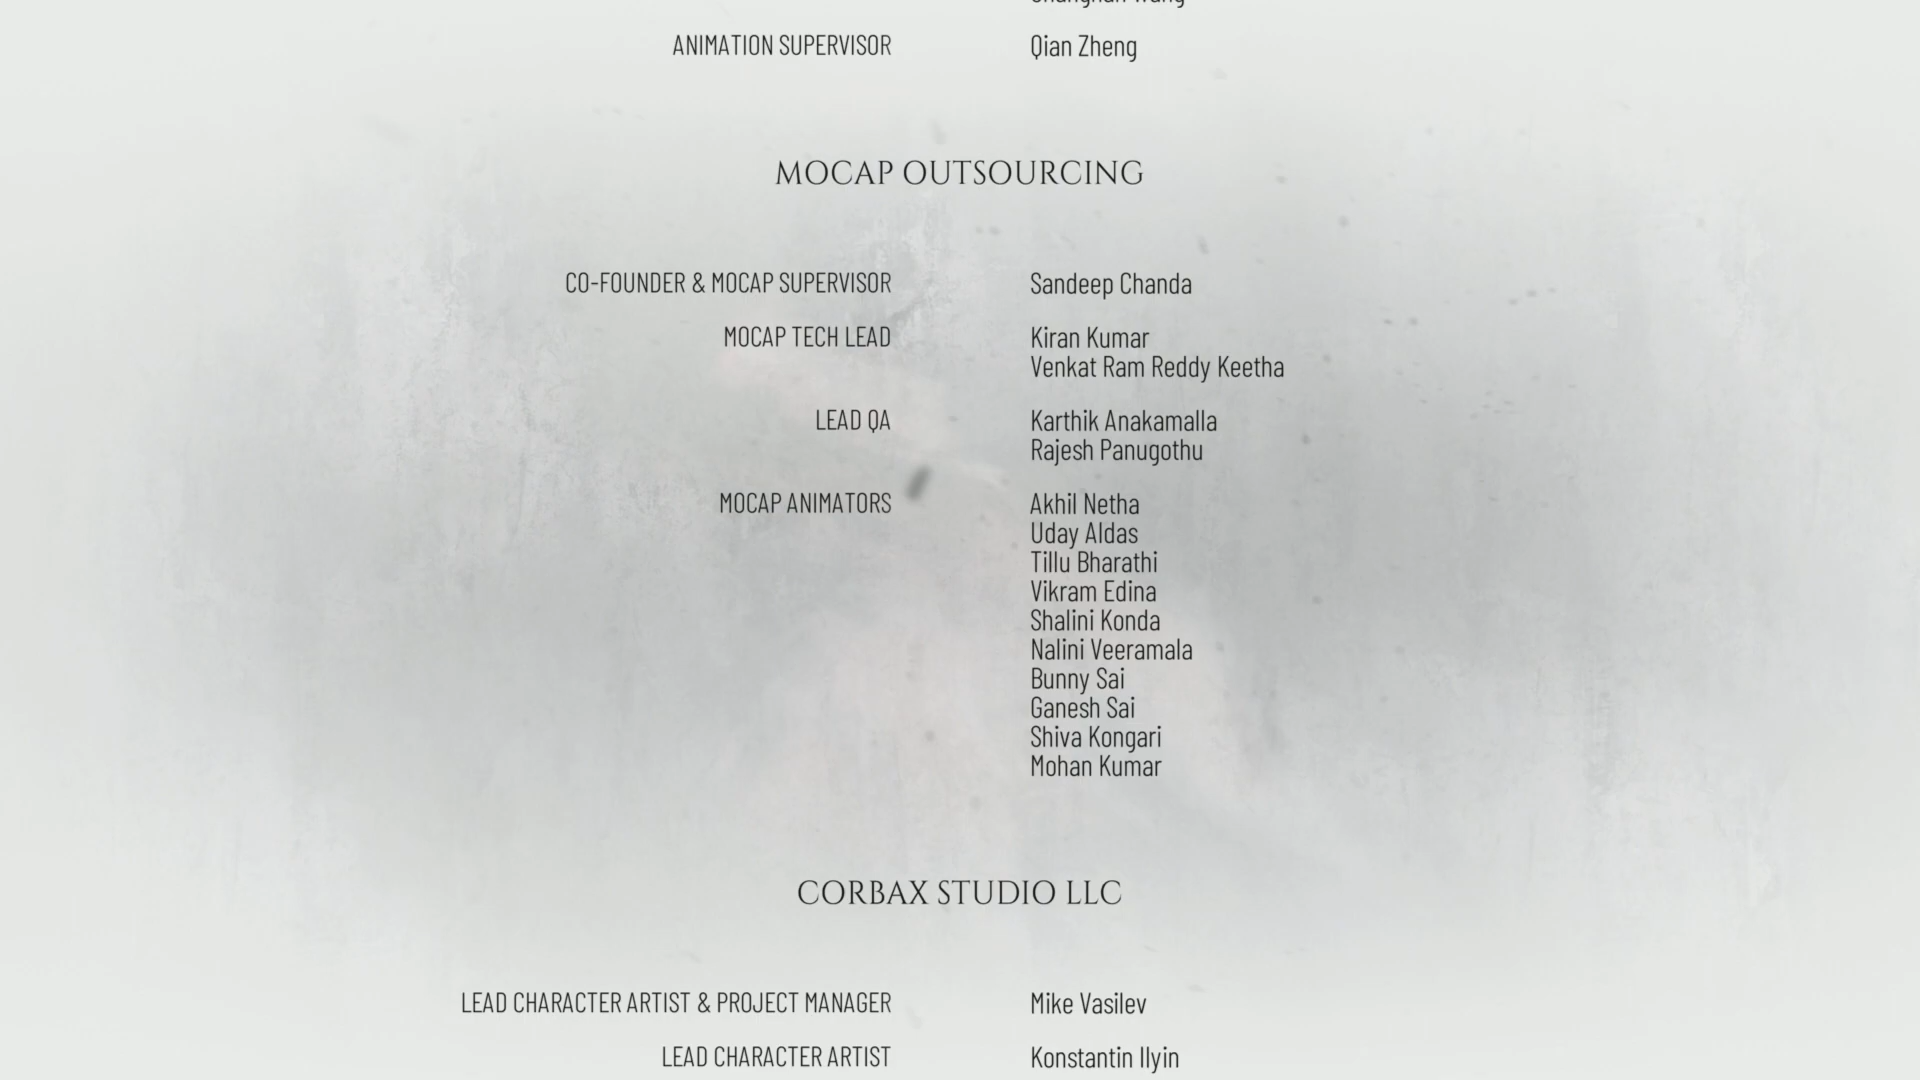 ANIMATION SUPERVISOR Qian Zheng
MOCAP OUTSOURCING
CO-FOUNDER & MOCAP SUPERVISOR Sandeep Chanda
MOCAP TECH LEAD Kiran Kumar
Venkat Ram Reddy Keetha
LEAD QA Karthik Anakamalla
Rajesh Panugothu
MOCAP ANIMATORS Akhil Netha
Uday Aldas
Tillu Bharathi
Vikram Edina
Shalini Konda
Nalini Veeramala
Bunny Sai
Ganesh Sai
Shiva Kongari
Mohan Kumar
CORBAX STUDIO LLC
LEAD CHARACTER ARTIST & PROJECT MANAGER Mike Vasilev
LEAD CHARACTER ARTIST Konstantin Ilyin